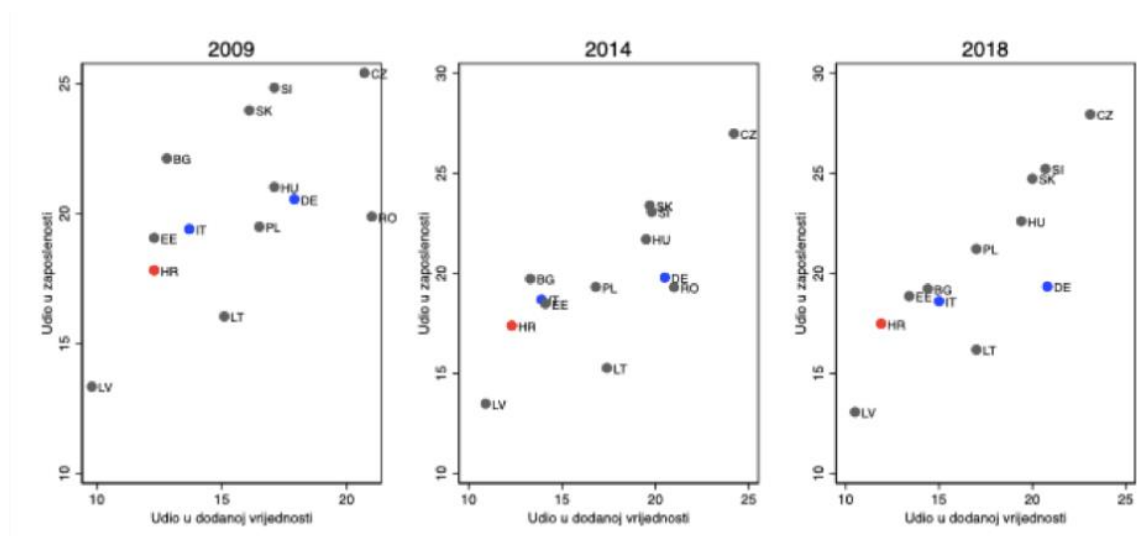 2009
2014
2018
Udio u zaposlenosti
25
20
15
10
CZ
SI
SK
BG
HU
DE
RO
PL
IT
EE
HR
LT
LV
10
15
20
Udio u dodanoj vrijednosti
Udio u zaposlenosti
30
25
20
15
10
CZ
SK
SI
HU
BG
DE
RO
PL
IT
EE
HR
LT
LV
10
15
20
25
Udio u dodanoj vrijednosti
Udio u zaposlenosti
30
25
20
15
10
CZ
SI
SK
HU
PL
DE
BG
EE
IT
HR
LT
LV
10
15
20
25
Udio u dodanoj vrijednosti